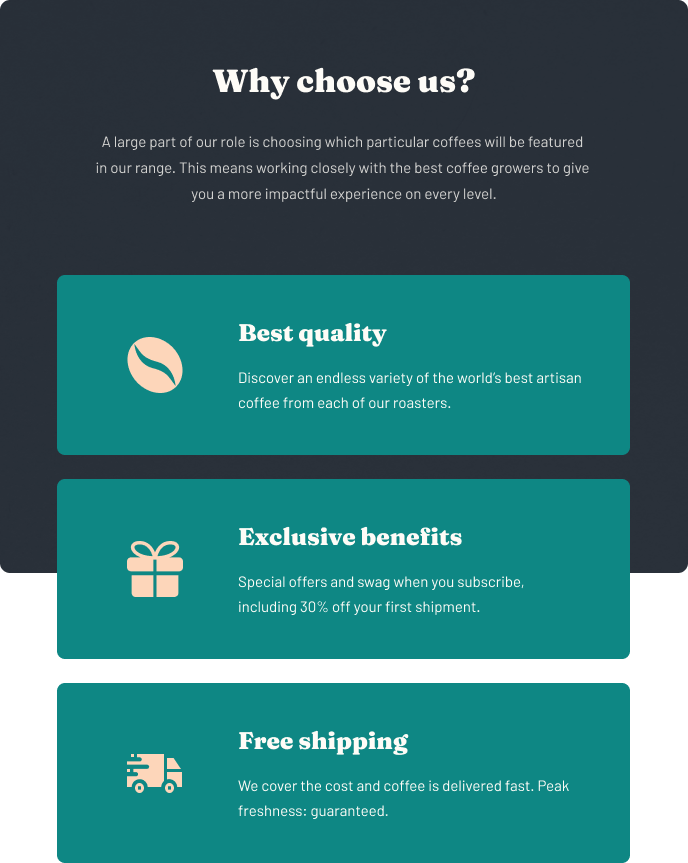 Why choose us?
A large part of our role is choosing which particular coffees will be featured
in our range. This means working closely with the best coffee growers to give
you a more impactful experience on every level.
Best quality
Discover an endless variety of the world’s best artisan
coffee from each of our roasters.
Exclusive benefits
Special offers and swag when you subscribe,
including 30% off your first shipment.
Free shipping
We cover the cost and coffee is delivered fast. Peak
freshness: guaranteed.